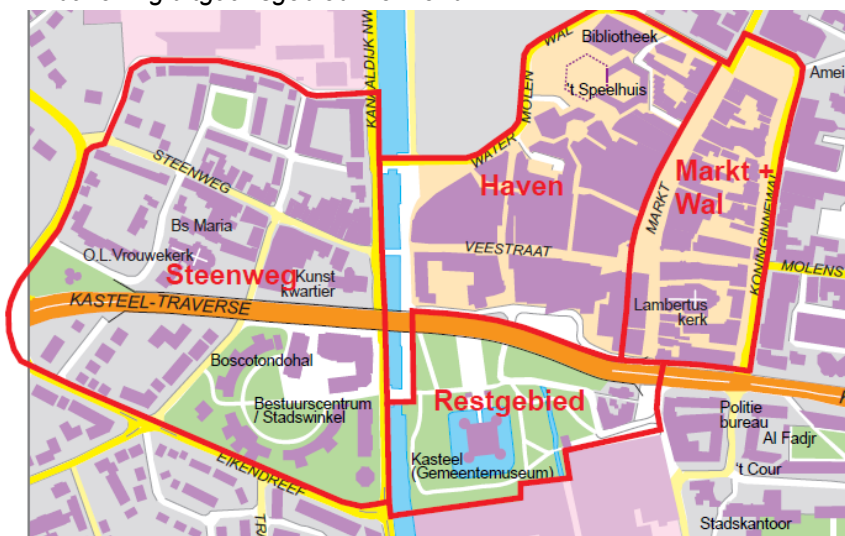 KANAALDIJK NW
WAL
Bibliotheek
't Speelhuis
MOLEN
WATER
Amei
STEENWEG
Haven
Markt +
Wal
MARKT
KONINGINNEWAL
Bs Maria
VEESTRAAT
O.L.Vrouwekerk
Steenweg
Kunst
kwartier
MOLENS
KASTEEL-TRAVERSE
Lambertus
kerk
Boscotondohal
Bestuurscentrum
/ Stadswinkel
Restgebied
Politie
bureau
Al Fadjr
Kasteel
(Gemeentemuseum)
't Cour
EIKENDREEF
TRA
Stadskantoor